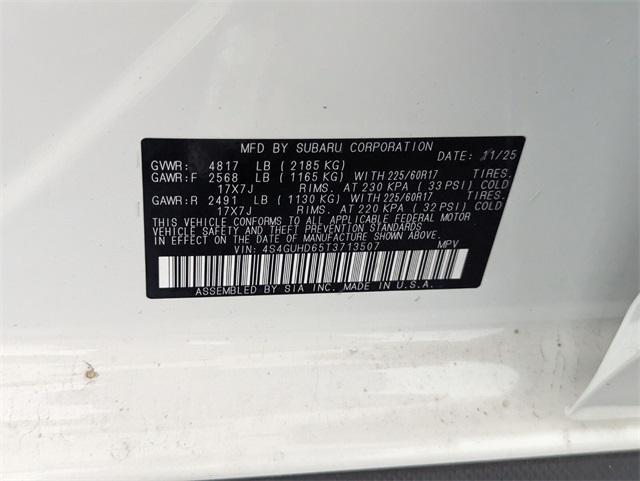 MFD BY SUBARU CORPORATION DATE: 11/25
GVWR: 4817 LB ( 2185 KG)
GAWR:F 2568 LB ( 1165 KG) WITH 225/60R17 TIRES.
17X7J RIMS. AT 230 KPA ( 33 PSI) COLD
GAWR:R 2491 LB ( 1130 KG) WITH 225/60R17 TIRES.
17X7J RIMS. AT 220 KPA ( 32 PSI) COLD
THIS VEHICLE CONFORMS TO ALL APPLICABLE FEDERAL MOTOR
VEHICLE SAFETY AND THEFT PREVENTION STANDARDS
IN EFFECT ON THE DATE OF MANUFACTURE SHOWN ABOVE.
VIN: 4S4GUHD65T3713507 MPV
ASSEMBLED BY SIA INC. MADE IN U.S.A.